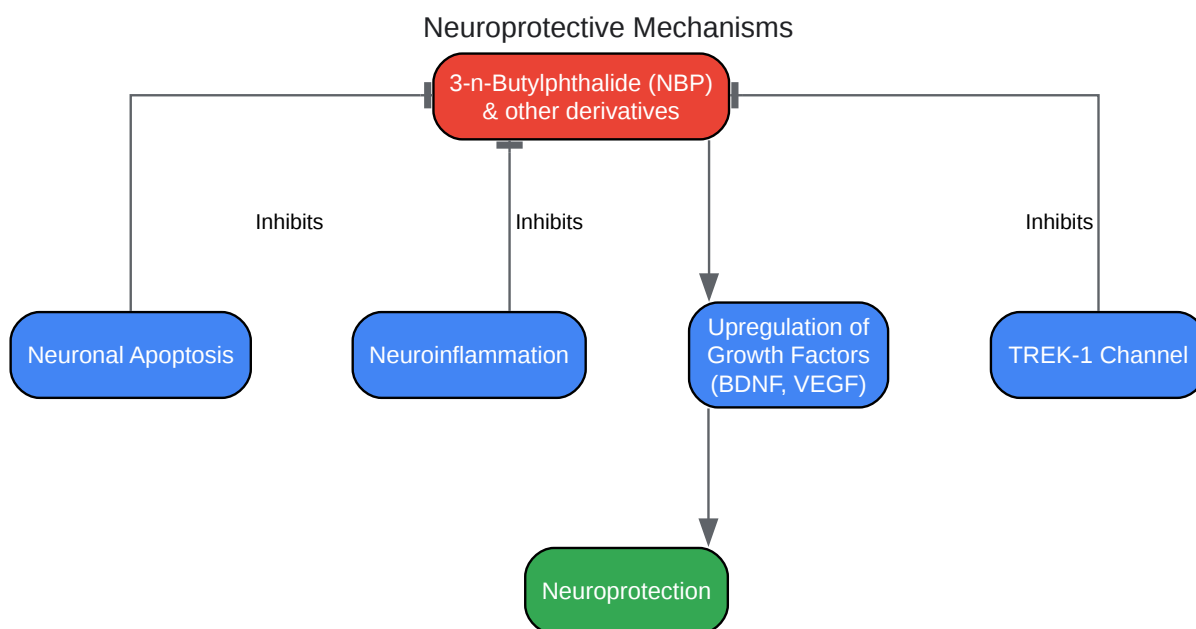 Neuroprotective Mechanisms
3-n-Butylphthalide (NBP)
& other derivatives
Inhibits
Inhibits
Inhibits
Neuronal Apoptosis
Neuroinflammation
Upregulation of
Growth Factors
(BDNF, VEGF)
TREK-1 Channel
Neuroprotection